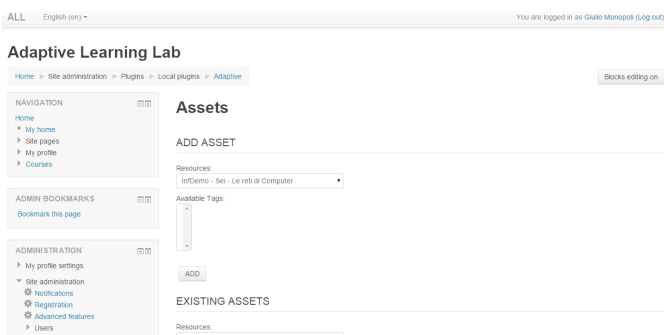 ALL English (en)
You are logged in as Giulio Monopoli (Log out)
Adaptive Learning Lab
Home Site administration Plugins Local plugins Adaptive
Blocks editing on
NAVIGATION
Home
My home
Site pages
My profile
Courses
ADMIN BOOKMARKS
Bookmark this page
ADMINISTRATION
My profile settings
Site administration
Notifications
Registration
Advanced features
Users
Assets
ADD ASSET
Resources:
InfDemo - Sei - Le reti di Computer
Available Tags:
ADD
EXISTING ASSETS
Resources: